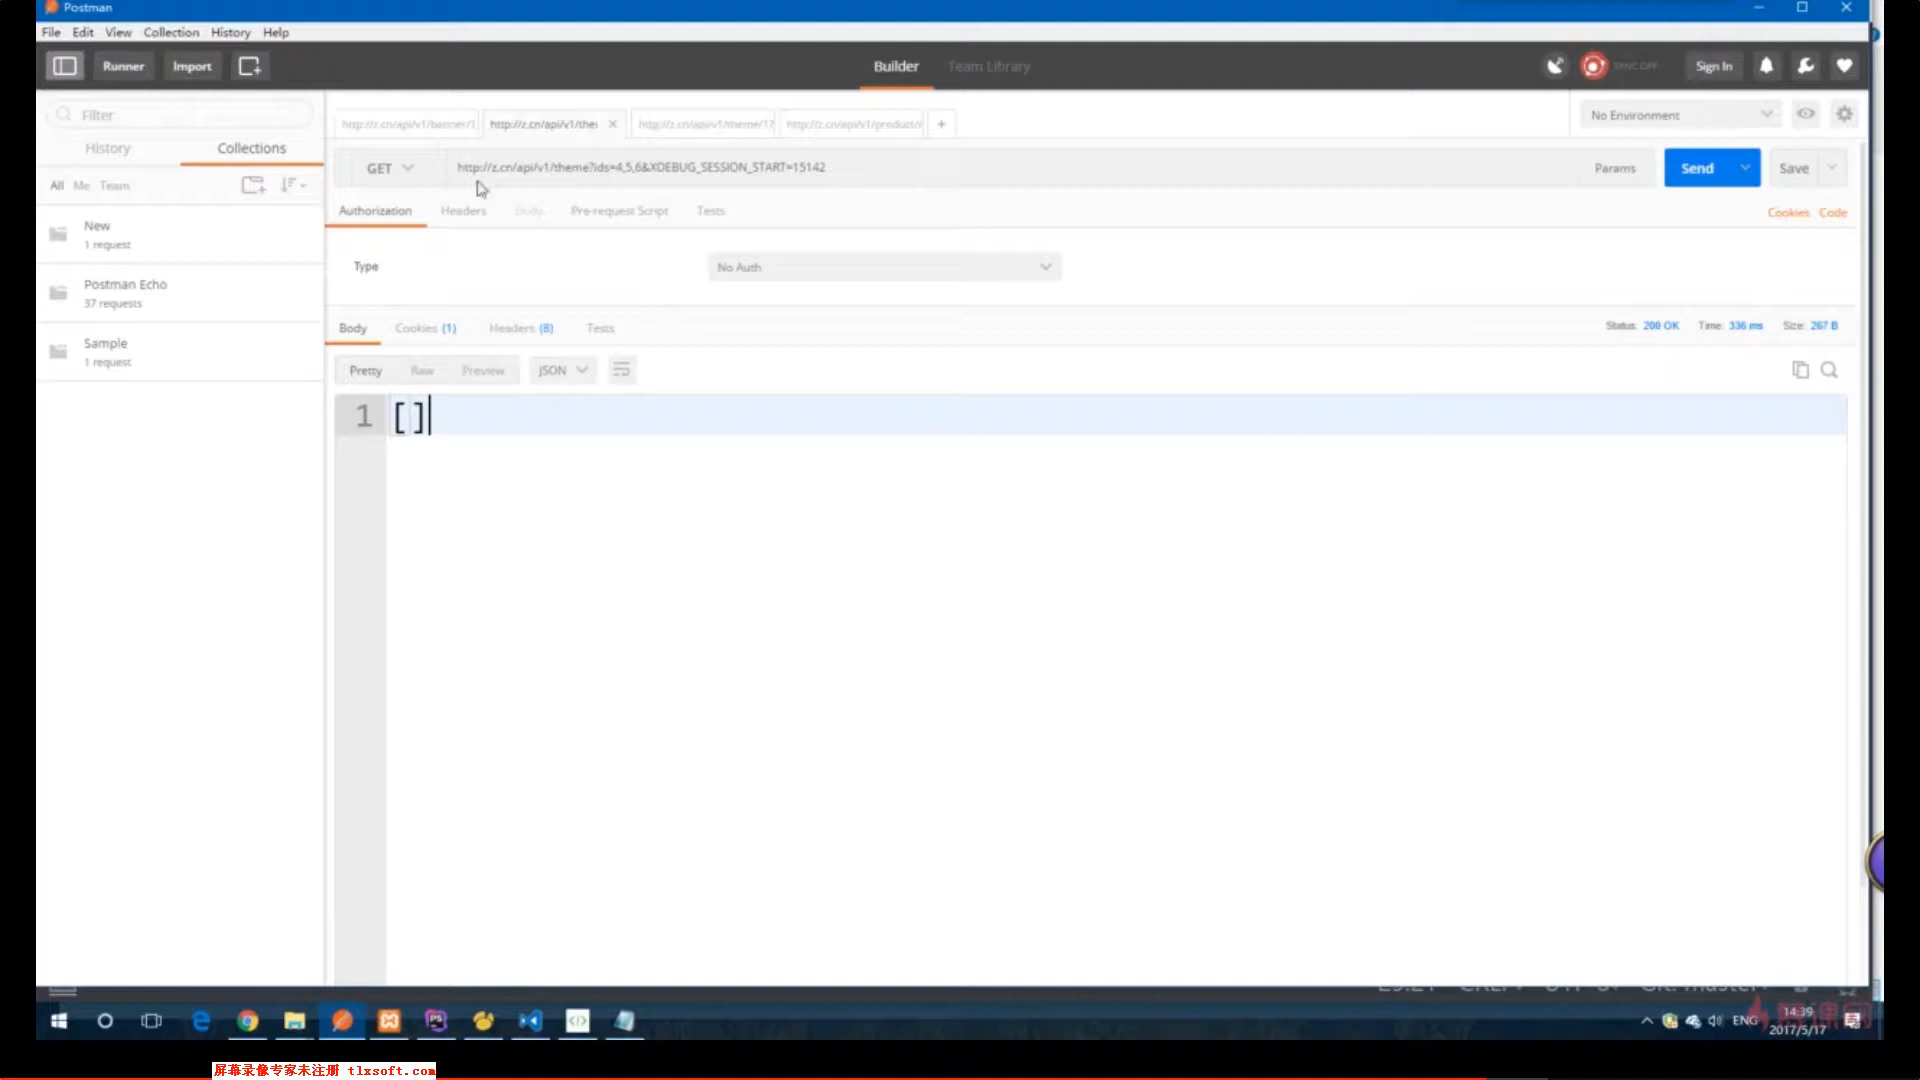 Postman
File Edit View Collection History Help
Runner Import Builder Team Library SYNC OFF Sign In
Filter
History Collections
All Me Team
New
1 request
Postman Echo
37 requests
Sample
1 request
http://z.cn/api/v1/banner/1 http://z.cn/api/v1/the http://z.cn/api/v1/theme/1 http://z.cn/api/v1/product
No Environment
GET http://z.cn/api/v1/theme?ids=4,5,6&XDEBUG_SESSION_START=15142 Params Send Save
Authorization Headers Body Pre-request Script Tests Cookies Code
Type No Auth
Body Cookies (1) Headers (8) Tests Status: 200 OK Time: 336 ms Size: 267 B
Pretty Raw Preview JSON
1 []
ENG 14:39
2017/5/17
屏幕录像专家未注册 tlxsoft.com